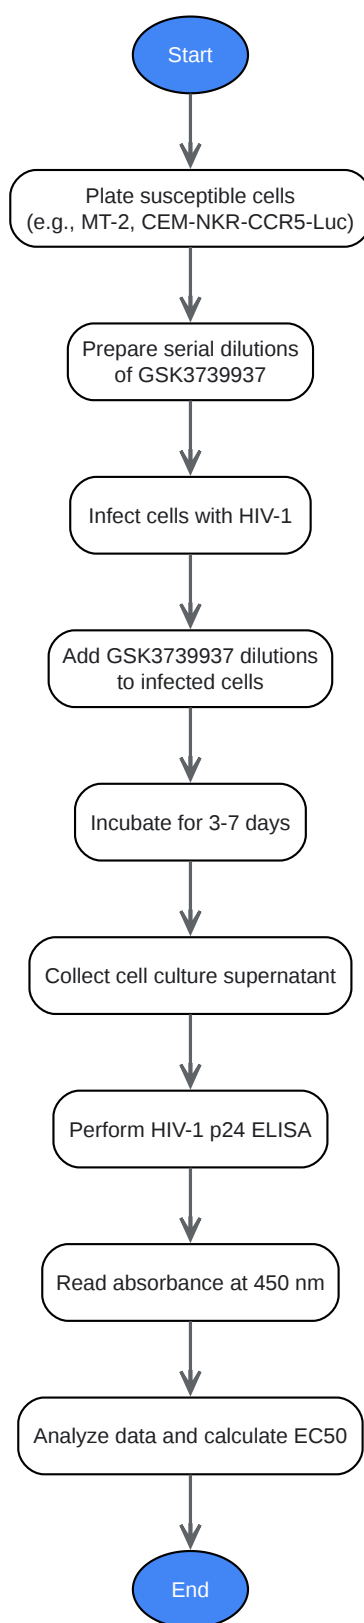 Start
Plate susceptible cells
(e.g., MT-2, CEM-NKR-CCR5-Luc)
Prepare serial dilutions
of GSK3739937
Infect cells with HIV-1
Add GSK3739937 dilutions
to infected cells
Incubate for 3-7 days
Collect cell culture supernatant
Perform HIV-1 p24 ELISA
Read absorbance at 450 nm
Analyze data and calculate EC50
End